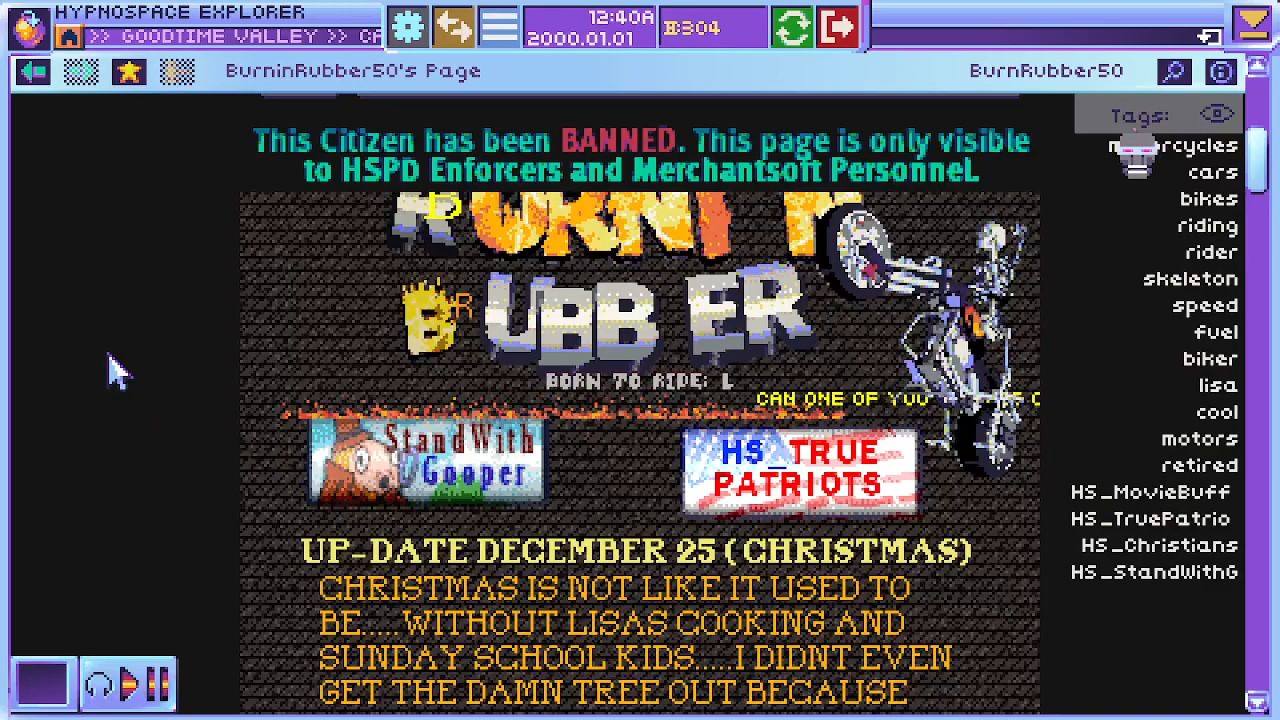 HYPNOSPACE EXPLORER
>> GOODTIME VALLEY >> CA
12:40A
2000.01.01
304
BurninRubber50's Page
BurnRubber50
Tags:
This Citizen has been BANNED. This page is only visible
to HSPD Enforcers and Merchantsoft Personnel.
cars
bikes
riding
rider
skeleton
speed
fuel
biker
lisa
cool
motors
retired
HS_MovieBuff
HS_TruePatrio
HS_Christians
HS_StandWithG
BORN TO RIDE: L
CAN ONE OF YOU
Stand With
Gooper
HS_TRUE
PATRIOTS
UP-DATE DECEMBER 25 (CHRISTMAS)
CHRISTMAS IS NOT LIKE IT USED TO
BE.....WITHOUT LISAS COOKING AND
SUNDAY SCHOOL KIDS.....I DIDNT EVEN
GET THE DAMN TREE OUT BECAUSE